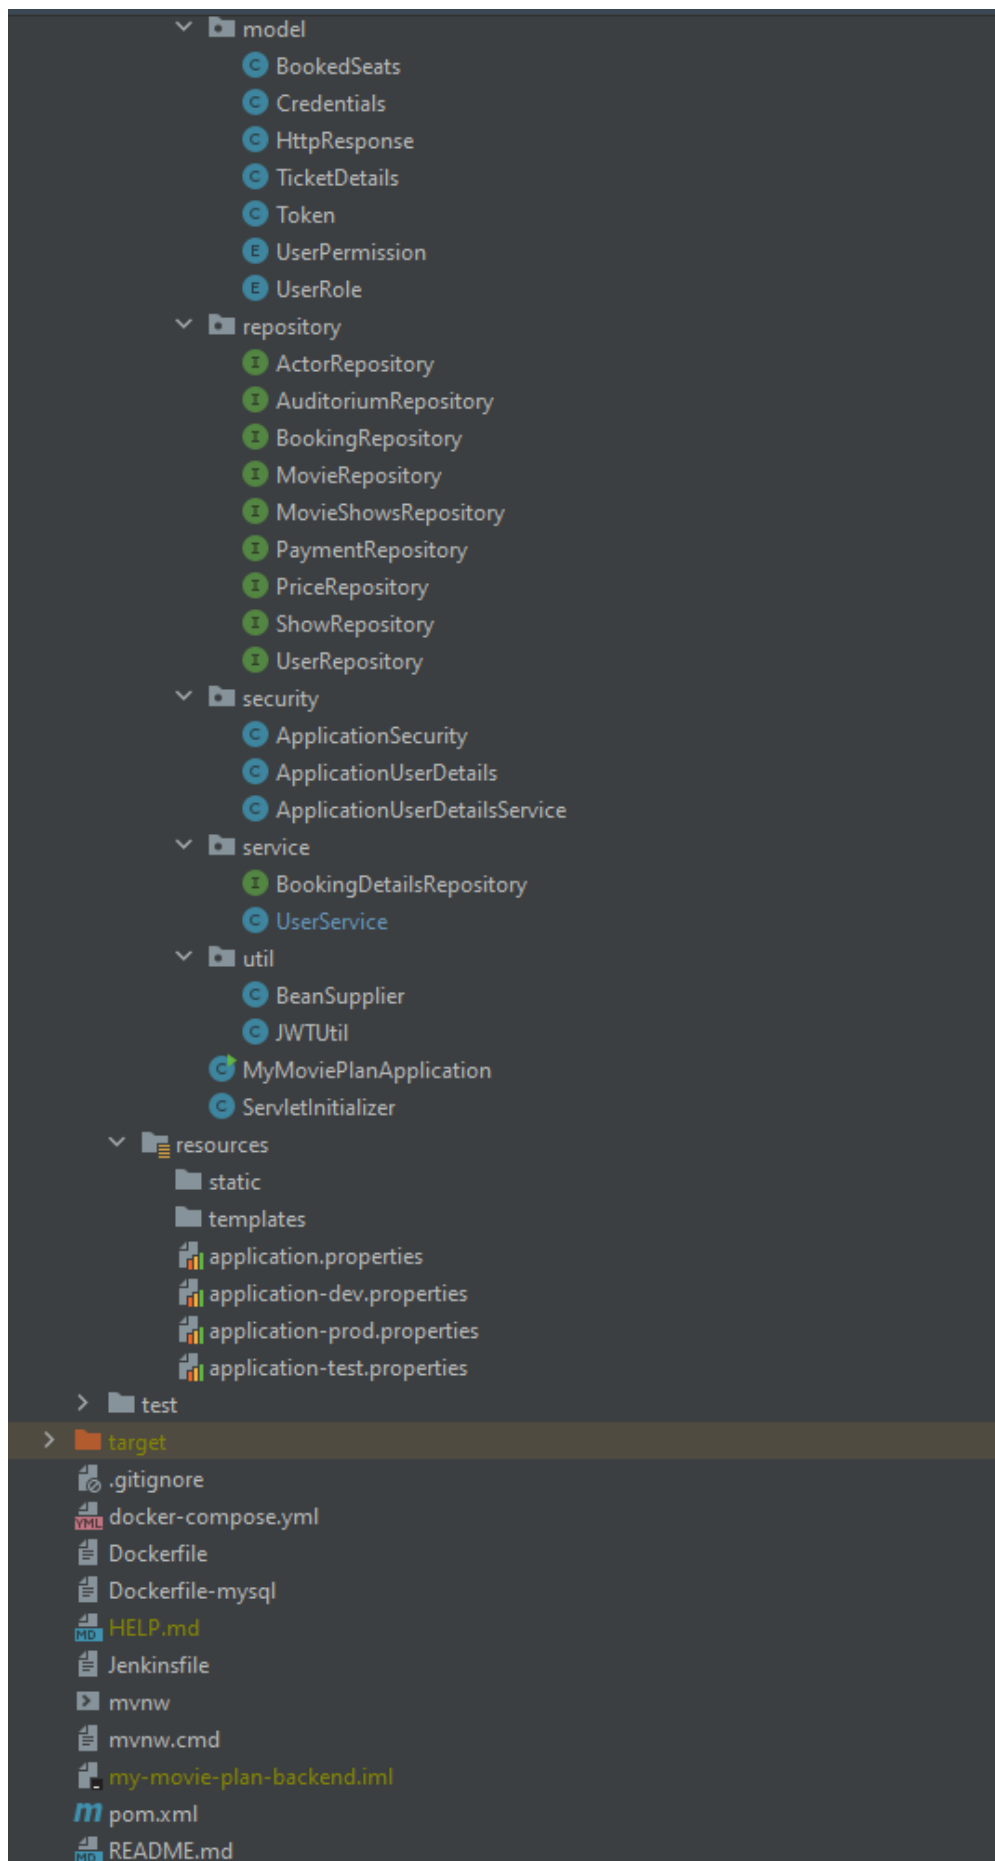 model
BookedSeats
Credentials
HttpResponse
TicketDetails
Token
UserPermission
UserRole
repository
ActorRepository
AuditoriumRepository
BookingRepository
MovieRepository
MovieShowsRepository
PaymentRepository
PriceRepository
ShowRepository
UserRepository
security
ApplicationSecurity
ApplicationUserDetails
ApplicationUserDetailsService
service
BookingDetailsRepository
UserService
util
BeanSupplier
JWTUtil
MyMoviePlanApplication
ServletInitializer
resources
static
templates
application.properties
application-dev.properties
application-prod.properties
application-test.properties
test
target
.gitignore
docker-compose.yml
Dockerfile
Dockerfile-mysql
HELP.md
Jenkinsfile
mvnw
mvnw.cmd
my-movie-plan-backend.iml
pom.xml
README.md